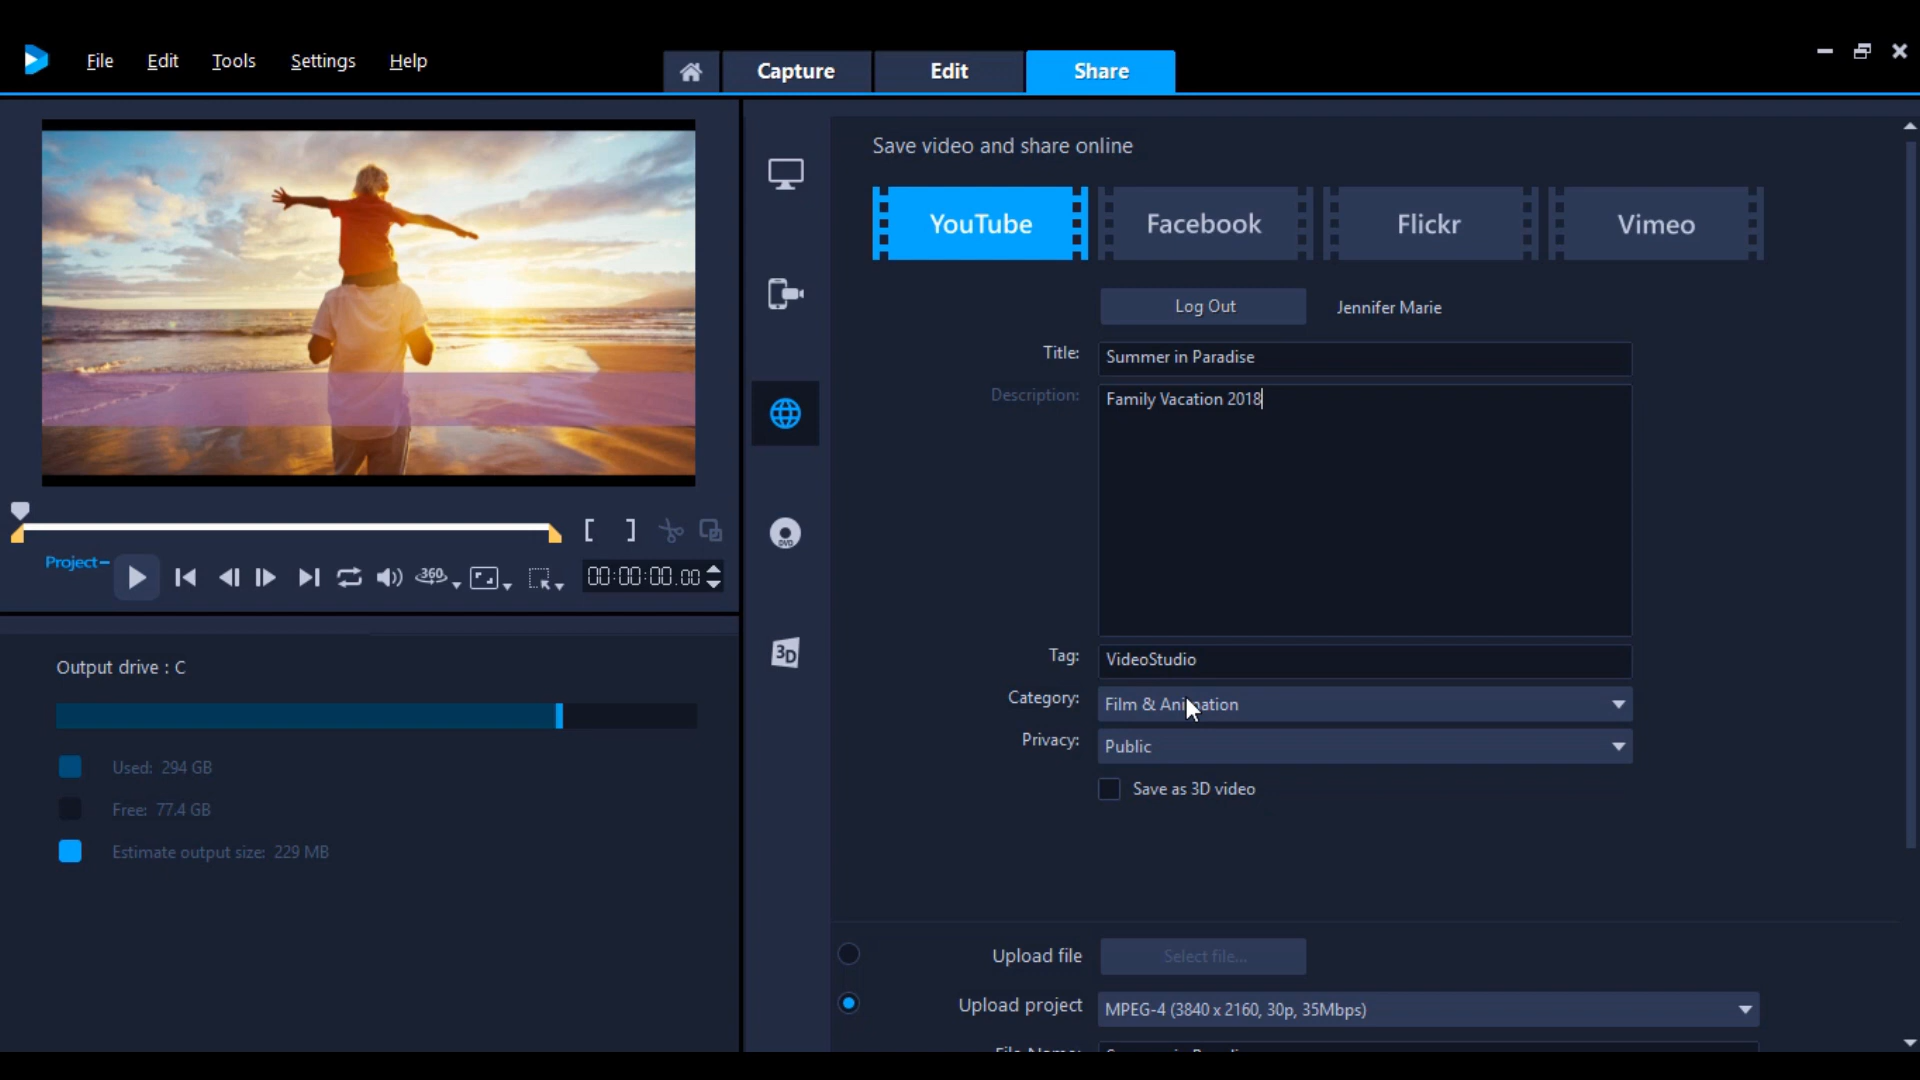 File Edit Tools Settings Help
Capture Edit Share
Save video and share online
YouTube Facebook Flickr Vimeo
Log Out Jennifer Marie
Title: Summer in Paradise
Description: Family Vacation 2018
Tag: VideoStudio
Category: Film & Animation
Privacy: Public
Save as 3D video
Upload file Select file...
Upload project MPEG-4 (3840 x 2160, 30p, 35Mbps)
DVD
3D
Project
360
00:00:00.00
Output drive : C
Used: 294 GB
Free: 77.4 GB
Estimate output size: 229 MB